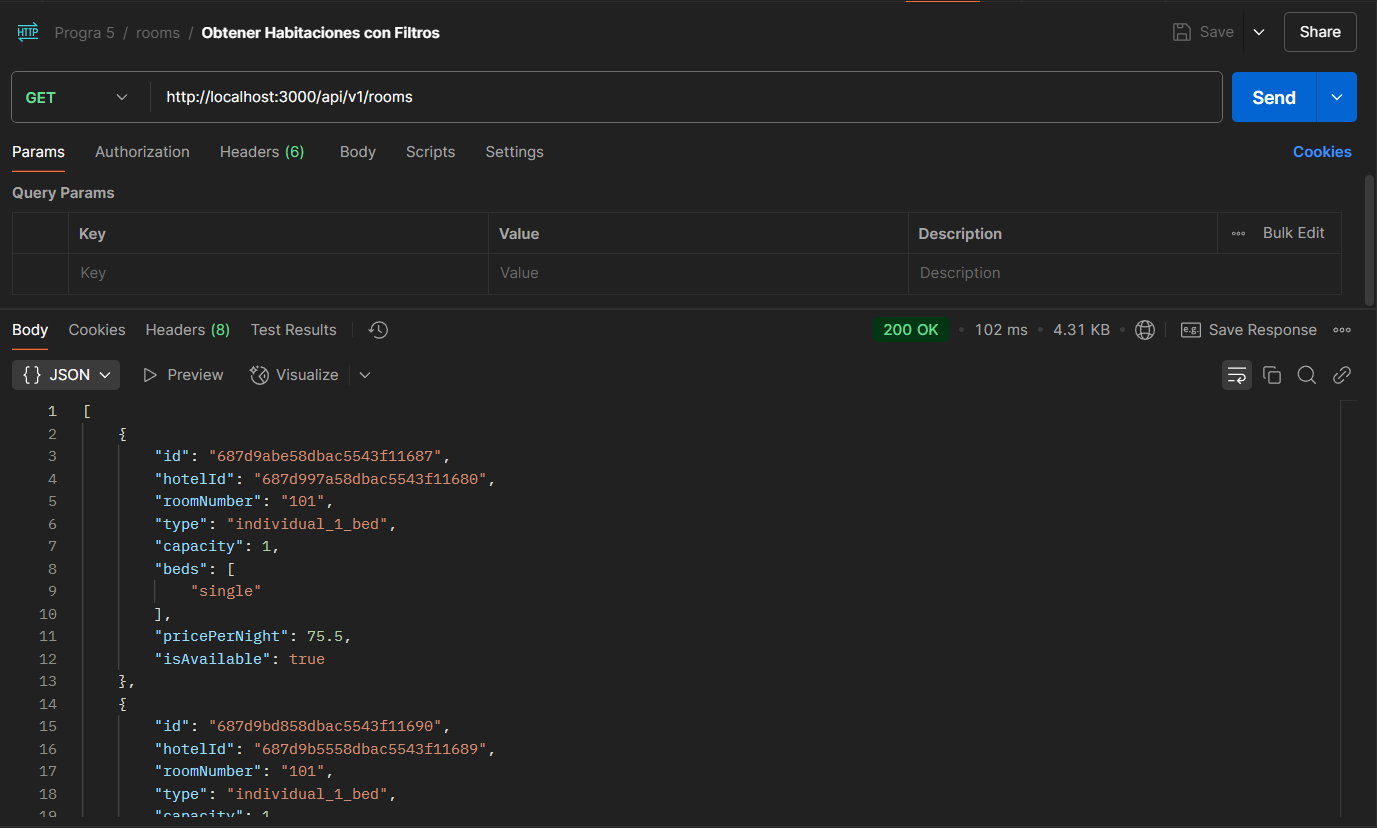 HTTP Progra 5 / rooms / Obtener Habitaciones con Filtros Save Share
GET http://localhost:3000/api/v1/rooms Send
Params Authorization Headers (6) Body Scripts Settings Cookies
Query Params
Key Value Description Bulk Edit
Key Value Description
Body Cookies Headers (8) Test Results 200 OK • 102 ms • 4.31 KB • e.g. Save Response
{} JSON Preview Visualize
1 [
2 {
3 "id": "687d9abe58dbac5543f11687",
4 "hotelId": "687d997a58dbac5543f11680",
5 "roomNumber": "101",
6 "type": "individual_1_bed",
7 "capacity": 1,
8 "beds": [
9 "single"
10 ],
11 "pricePerNight": 75.5,
12 "isAvailable": true
13 },
14 {
15 "id": "687d9bd858dbac5543f11690",
16 "hotelId": "687d9b5558dbac5543f11689",
17 "roomNumber": "101",
18 "type": "individual_1_bed",
19 "capacity": 1